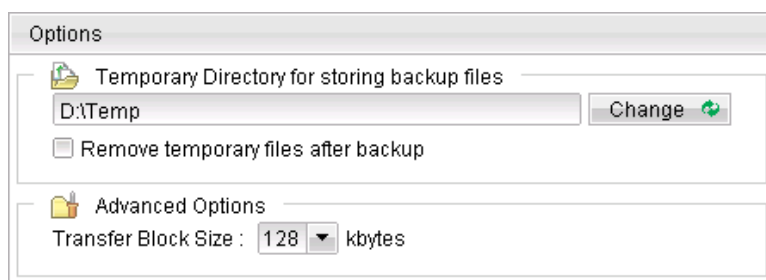 Options
Temporary Directory for storing backup files
D:\Temp
Change
Remove temporary files after backup
Advanced Options
Transfer Block Size : 128 kbytes